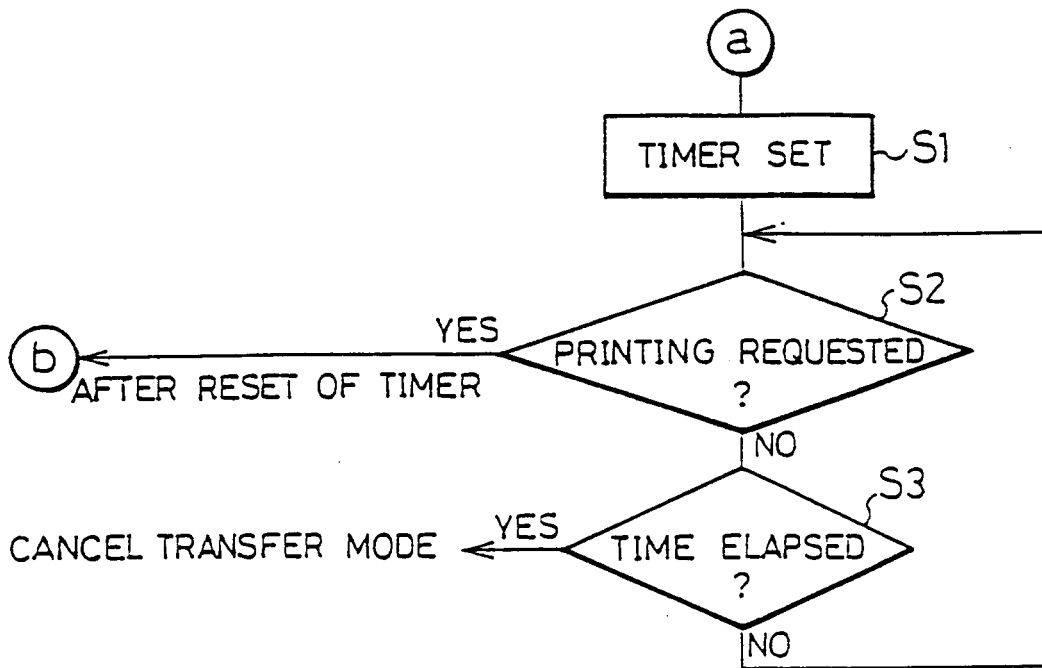 a
TIMER SET
S1
S2
YES
b
PRINTING REQUESTED
?
AFTER RESET OF TIMER
NO
S3
YES
CANCEL TRANSFER MODE
TIME ELAPSED
?
NO